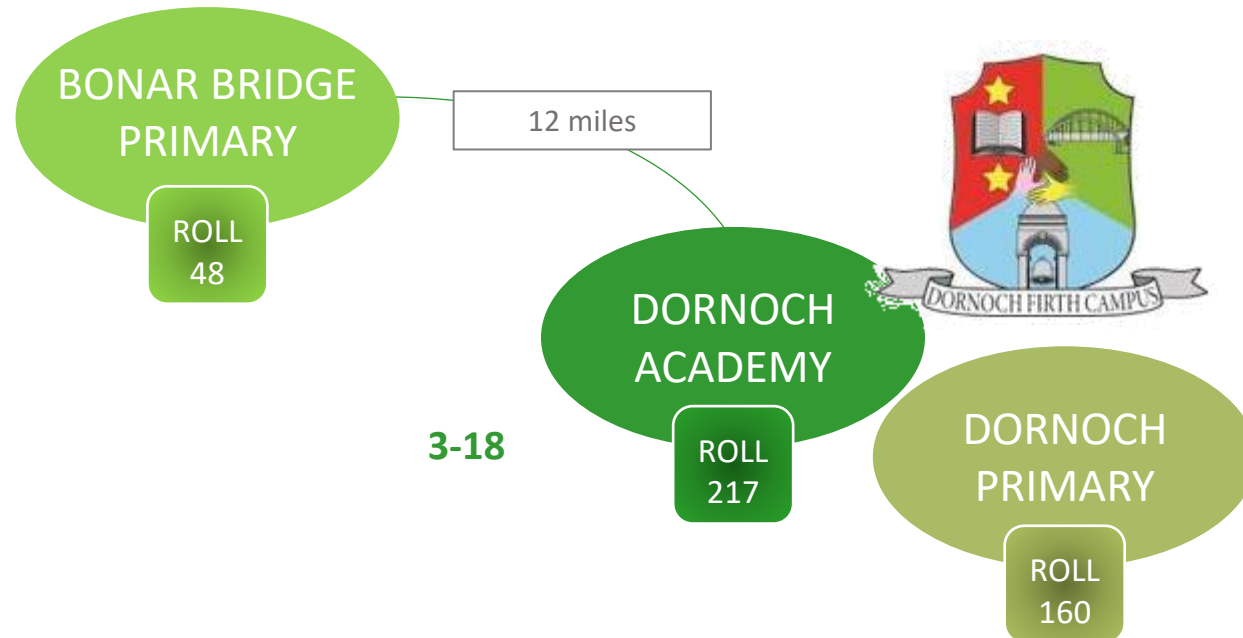 BONAR BRIDGE
PRIMARY
ROLL
48
12 miles
DORNOCH FIRTH CAMPUS
DORNOCH
ACADEMY
ROLL
217
3-18
DORNOCH
PRIMARY
ROLL
160